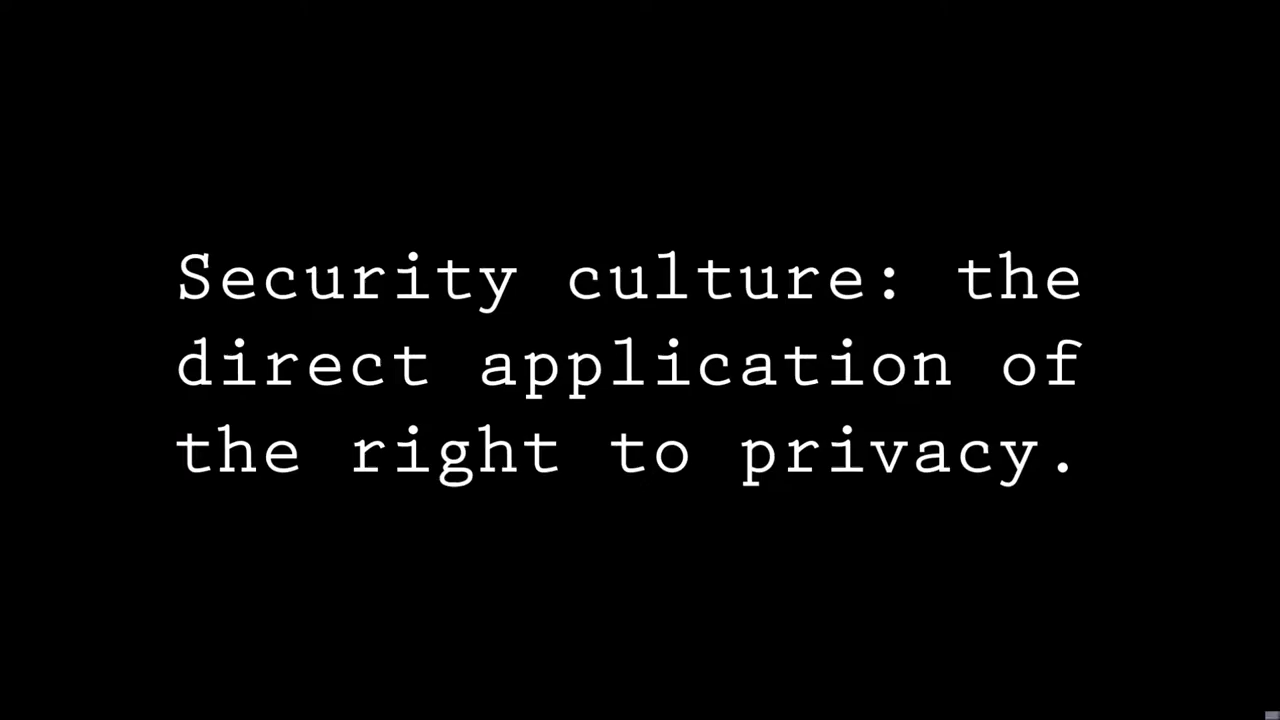 Security culture: the
direct application of
the right to privacy.